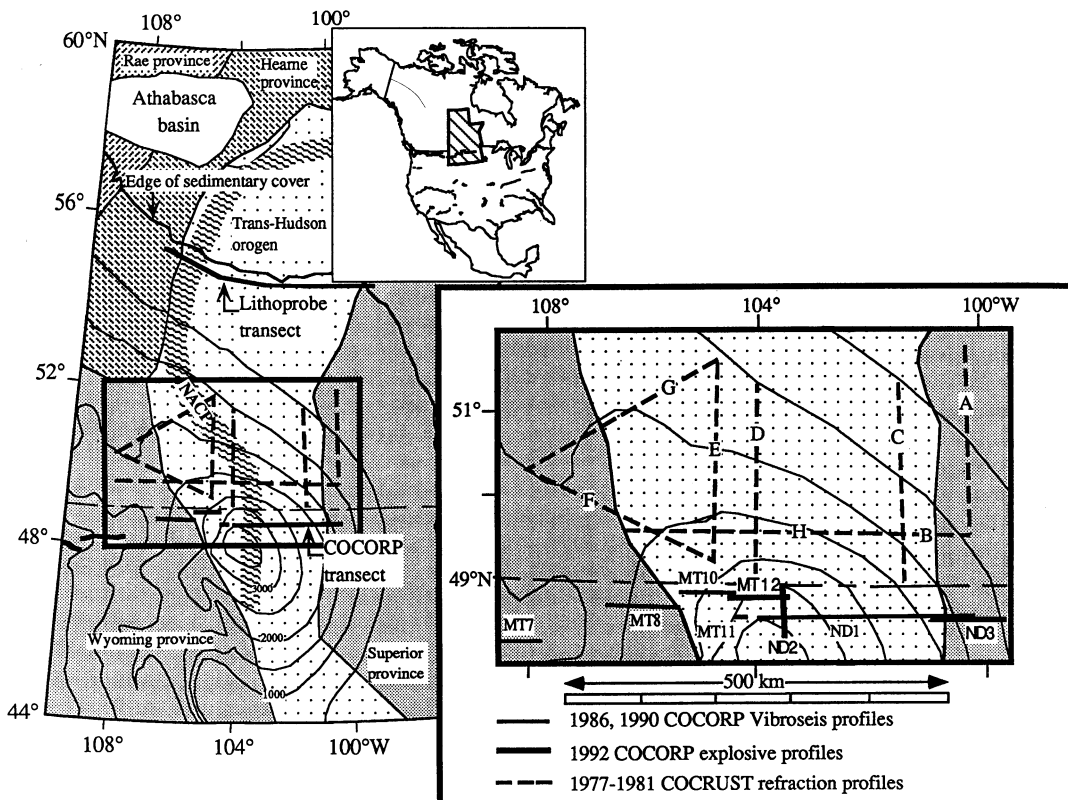 108°
100°
60°N
Rae province
Hearne
province
Athabasca
basin
Edge of sedimentary cover
56°
Trans-Hudson
orogen
Lithoprobe
transect
52°
NACP
48°
COCORP
transect
3000
2000
1000
Wyoming province
Superior
province
44°
108°
104°
100°W
108°
104°
100°W
51°
G
A
E
D
C
F
H
B
49°N
MT10
MT12
MT7
MT8
MT11
ND1
ND2
ND3
500 km
1986, 1990 COCORP Vibroseis profiles
1992 COCORP explosive profiles
1977-1981 COCRUST refraction profiles